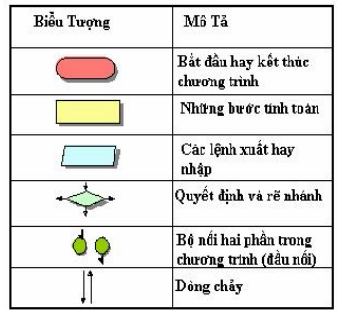 Biểu Tượng
Mô Tả
Bắt đầu hay kết thúc
chương trình
Những bước tính toán
Các lệnh xuất hay
nhập
Quyết định và rẽ nhánh
Bộ nối hai phần trong
chương trình (đầu nối)
Dòng chảy